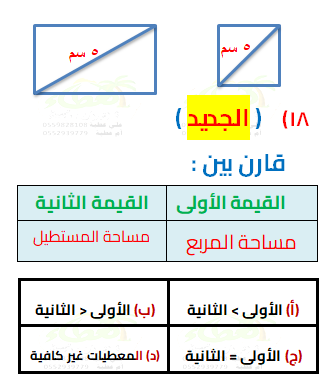 ٥ سم
٥ سم
١٨) ( الجديد )
قارن بين :
القيمة الأولى
القيمة الثانية
مساحة المربع
مساحة المستطيل
(أ) الأولى > الثانية
(ب) الأولى < الثانية
(ج) الأولى = الثانية
(د) المعطيات غير كافية